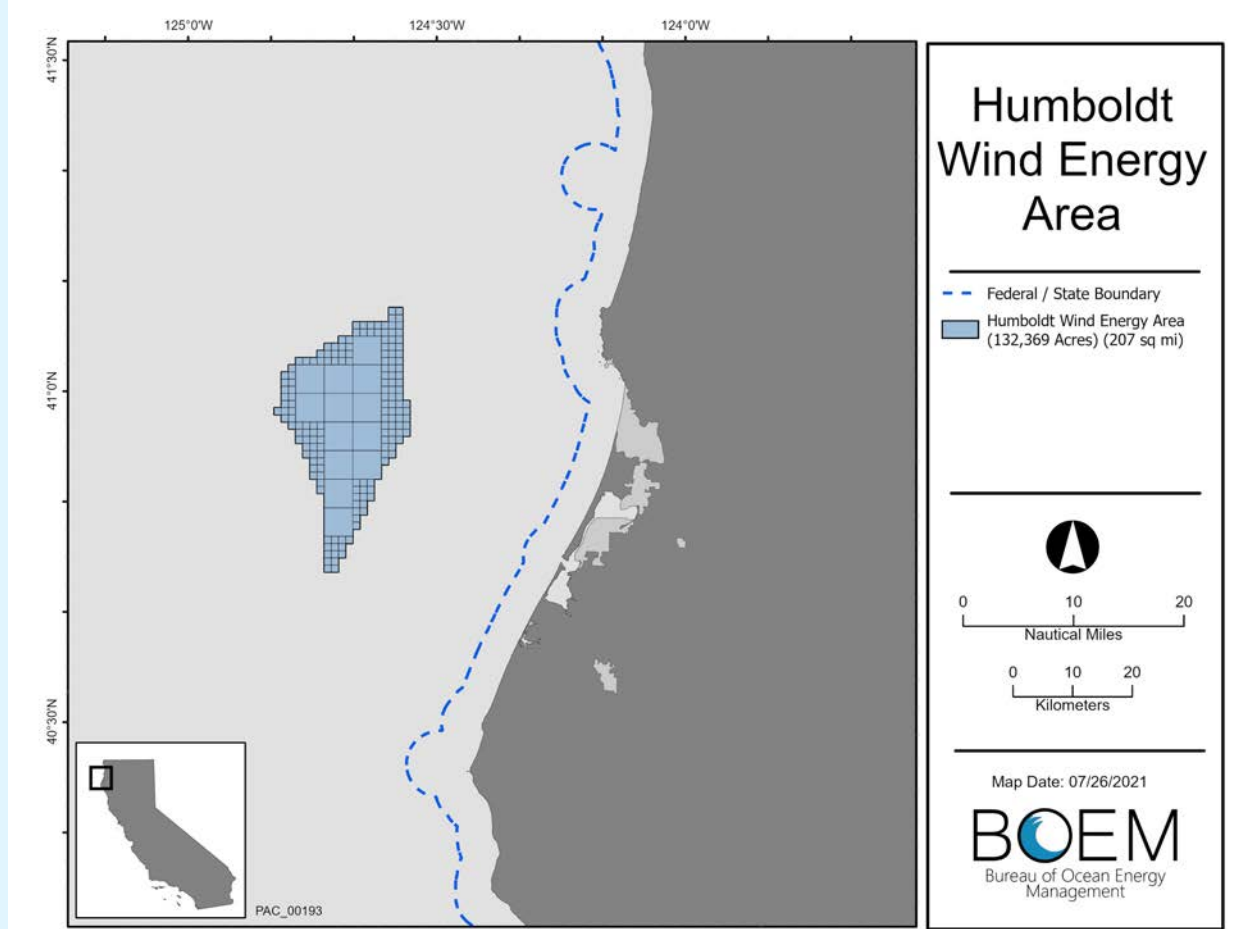 125°0'W
124°30'W
124°0'W
41°30'N
41°0'N
40°30'N
PAC_00193
Humboldt
Wind Energy
Area
Federal / State Boundary
Humboldt Wind Energy Area
(132,369 Acres) (207 sq mi)
0 10 20
Nautical Miles
0 10 20
Kilometers
Map Date: 07/26/2021
BOEM
Bureau of Ocean Energy
Management